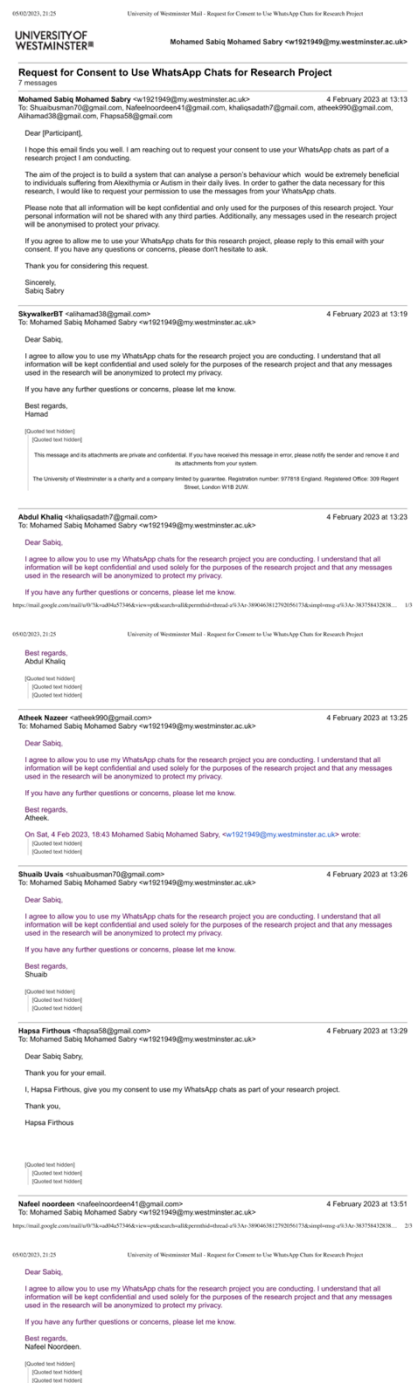 05/02/2023, 21:25 University of Westminster Mail - Request for Consent to Use WhatsApp Chats for Research Project
UNIVERSITY OF
WESTMINSTER
Mohamed Sabiq Mohamed Sabry <w1921949@my.westminster.ac.uk>
Request for Consent to Use WhatsApp Chats for Research Project
7 messages
Mohamed Sabiq Mohamed Sabry <w1921949@my.westminster.ac.uk> 4 February 2023 at 13:13
To: Shuaibusman70@gmail.com, Nafeelnoordeen41@gmail.com, khaliqsadath7@gmail.com, atheek990@gmail.com,
Alihamad38@gmail.com, Fhapsa58@gmail.com
Dear [Participant],
I hope this email finds you well. I am reaching out to request your consent to use your WhatsApp chats as part of a
research project I am conducting.
The aim of the project is to build a system that can analyse a person's behaviour which would be extremely beneficial
to individuals suffering from Alexithymia or Autism in their daily lives. In order to gather the data necessary for this
research, I would like to request your permission to use the messages from your WhatsApp chats.
Please note that all information will be kept confidential and only used for the purposes of this research project. Your
personal information will not be shared with any third parties. Additionally, any messages used in the research project
will be anonymised to protect your privacy.
If you agree to allow me to use your WhatsApp chats for this research project, please reply to this email with your
consent. If you have any questions or concerns, please don't hesitate to ask.
Thank you for considering this request.
Sincerely,
Sabiq Sabry
SkywalkerBT <alihamad38@gmail.com> 4 February 2023 at 13:19
To: Mohamed Sabiq Mohamed Sabry <w1921949@my.westminster.ac.uk>
Dear Sabiq,
I agree to allow you to use my WhatsApp chats for the research project you are conducting. I understand that all
information will be kept confidential and used solely for the purposes of the research project and that any messages
used in the research will be anonymized to protect my privacy.
If you have any further questions or concerns, please let me know.
Best regards,
Hamad
[Quoted text hidden]
[Quoted text hidden]
This message and its attachments are private and confidential. If you have received this message in error, please notify the sender and remove it and
its attachments from your system.
The University of Westminster is a charity and a company limited by guarantee. Registration number: 977818 England. Registered Office: 309 Regent
Street, London W1B 2UW.
Abdul Khaliq <khaliqsadath7@gmail.com> 4 February 2023 at 13:23
To: Mohamed Sabiq Mohamed Sabry <w1921949@my.westminster.ac.uk>
Dear Sabiq,
I agree to allow you to use my WhatsApp chats for the research project you are conducting. I understand that all
information will be kept confidential and used solely for the purposes of the research project and that any messages
used in the research will be anonymized to protect my privacy.
If you have any further questions or concerns, please let me know.
1/3
05/02/2023, 21:25 University of Westminster Mail - Request for Consent to Use WhatsApp Chats for Research Project
Best regards,
Abdul Khaliq
[Quoted text hidden]
[Quoted text hidden]
[Quoted text hidden]
Atheek Nazeer <atheek990@gmail.com> 4 February 2023 at 13:25
To: Mohamed Sabiq Mohamed Sabry <w1921949@my.westminster.ac.uk>
Dear Sabiq,
I agree to allow you to use my WhatsApp chats for the research project you are conducting. I understand that all
information will be kept confidential and used solely for the purposes of the research project and that any messages
used in the research will be anonymized to protect my privacy.
If you have any further questions or concerns, please let me know.
Best regards,
Atheek.
On Sat, 4 Feb 2023, 18:43 Mohamed Sabiq Mohamed Sabry, <w1921949@my.westminster.ac.uk> wrote:
[Quoted text hidden]
[Quoted text hidden]
Shuaib Uvais <shuaibusman70@gmail.com> 4 February 2023 at 13:26
To: Mohamed Sabiq Mohamed Sabry <w1921949@my.westminster.ac.uk>
Dear Sabiq,
I agree to allow you to use my WhatsApp chats for the research project you are conducting. I understand that all
information will be kept confidential and used solely for the purposes of the research project and that any messages
used in the research will be anonymized to protect my privacy.
If you have any further questions or concerns, please let me know.
Best regards,
Shuaib
[Quoted text hidden]
[Quoted text hidden]
[Quoted text hidden]
Hapsa Firthous <fhapsa58@gmail.com> 4 February 2023 at 13:29
To: Mohamed Sabiq Mohamed Sabry <w1921949@my.westminster.ac.uk>
Dear Sabiq Sabry,
Thank you for your email.
I, Hapsa Firthous, give you my consent to use my WhatsApp chats as part of your research project.
Thank you,
Hapsa Firthous
[Quoted text hidden]
[Quoted text hidden]
[Quoted text hidden]
Nafeel noordeen <nafeelnoordeen41@gmail.com> 4 February 2023 at 13:51
To: Mohamed Sabiq Mohamed Sabry <w1921949@my.westminster.ac.uk>
2/3
05/02/2023, 21:25 University of Westminster Mail - Request for Consent to Use WhatsApp Chats for Research Project
Dear Sabiq,
I agree to allow you to use my WhatsApp chats for the research project you are conducting. I understand that all
information will be kept confidential and used solely for the purposes of the research project and that any messages
used in the research will be anonymized to protect my privacy.
If you have any further questions or concerns, please let me know.
Best regards,
Nafeel Noordeen.
[Quoted text hidden]
[Quoted text hidden]
[Quoted text hidden]